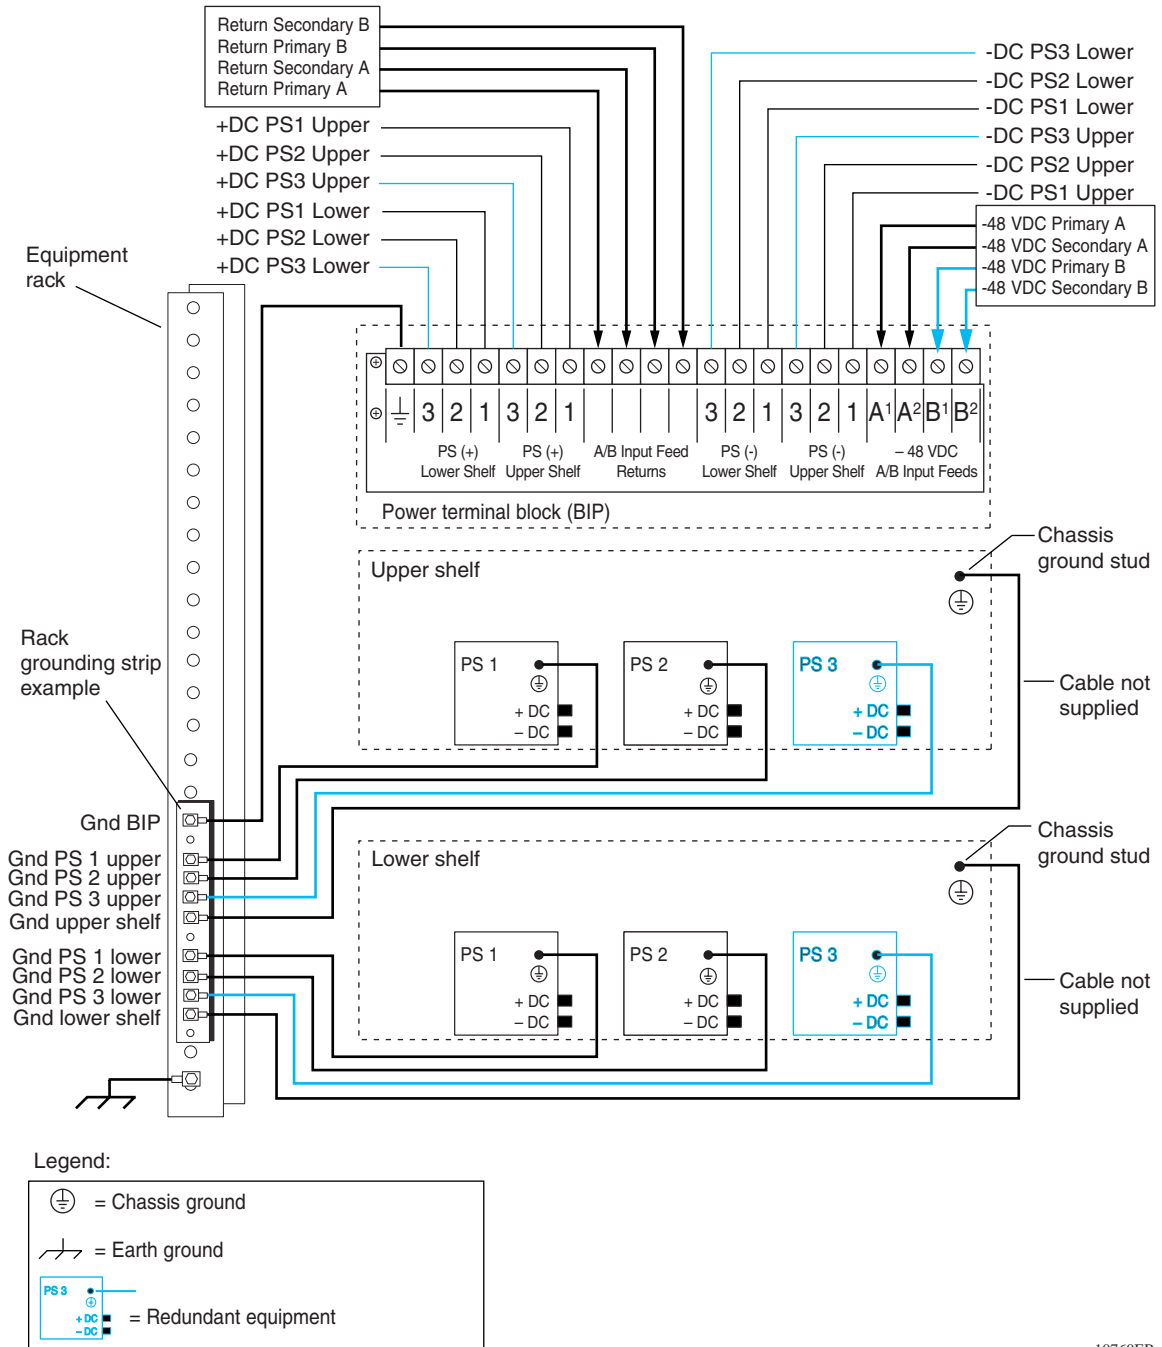 Return Secondary B
Return Primary B
Return Secondary A
Return Primary A
+DC PS1 Upper
+DC PS2 Upper
+DC PS3 Upper
+DC PS1 Lower
+DC PS2 Lower
+DC PS3 Lower
-DC PS3 Lower
-DC PS2 Lower
-DC PS1 Lower
-DC PS3 Upper
-DC PS2 Upper
-DC PS1 Upper
-48 VDC Primary A
-48 VDC Secondary A
-48 VDC Primary B
-48 VDC Secondary B
Equipment
rack
3 2 1 3 2 1 3 2 1 3 2 1 A1 A2 B1 B2
PS (+) PS (+) A/B Input Feed PS (-) PS (-) – 48 VDC
Lower Shelf Upper Shelf Returns Lower Shelf Upper Shelf A/B Input Feeds
Power terminal block (BIP)
Chassis
ground stud
Upper shelf
PS 1
+ DC
– DC
PS 2
+ DC
– DC
PS 3
+ DC
– DC
Cable not
supplied
Rack
grounding strip
example
Gnd BIP
Gnd PS 1 upper
Gnd PS 2 upper
Gnd PS 3 upper
Gnd upper shelf
Gnd PS 1 lower
Gnd PS 2 lower
Gnd PS 3 lower
Gnd lower shelf
Chassis
ground stud
Lower shelf
PS 1
+ DC
– DC
PS 2
+ DC
– DC
PS 3
+ DC
– DC
Cable not
supplied
Legend:
= Chassis ground
= Earth ground
PS 3
+ DC
– DC
= Redundant equipment